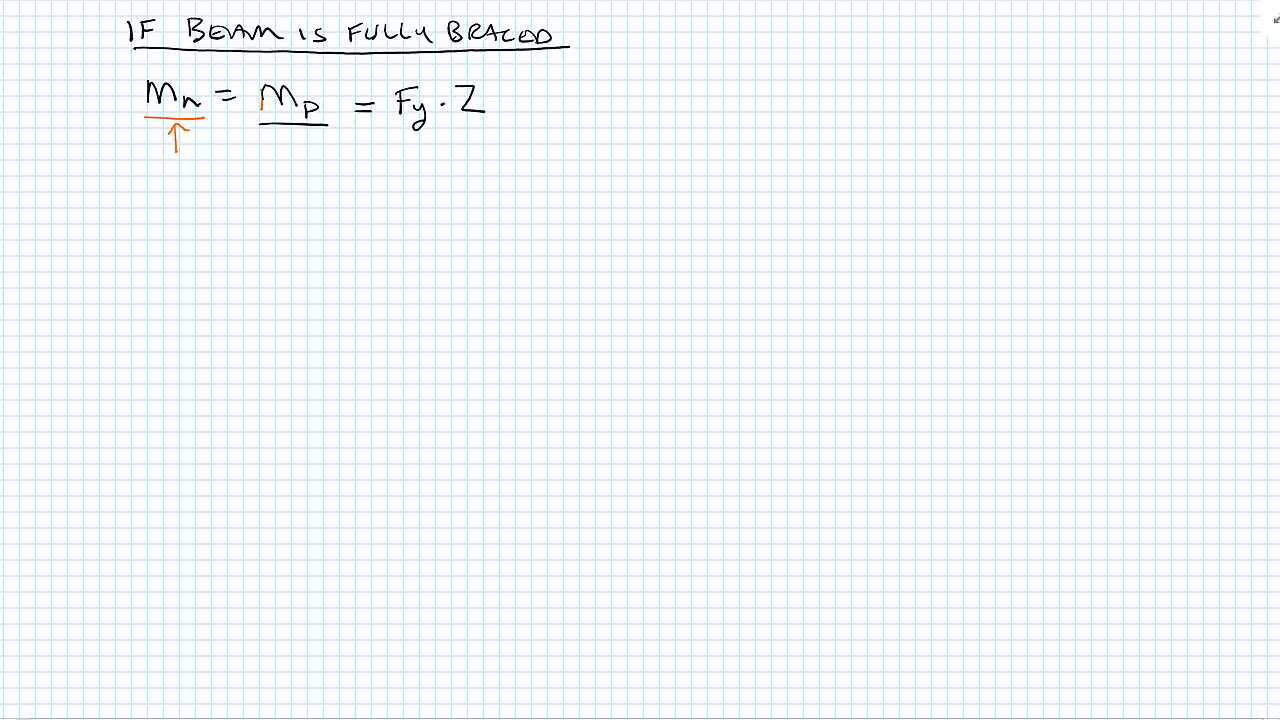 IF BEAM IS FULLY BRACED
Mn = Mp = Fy · Z